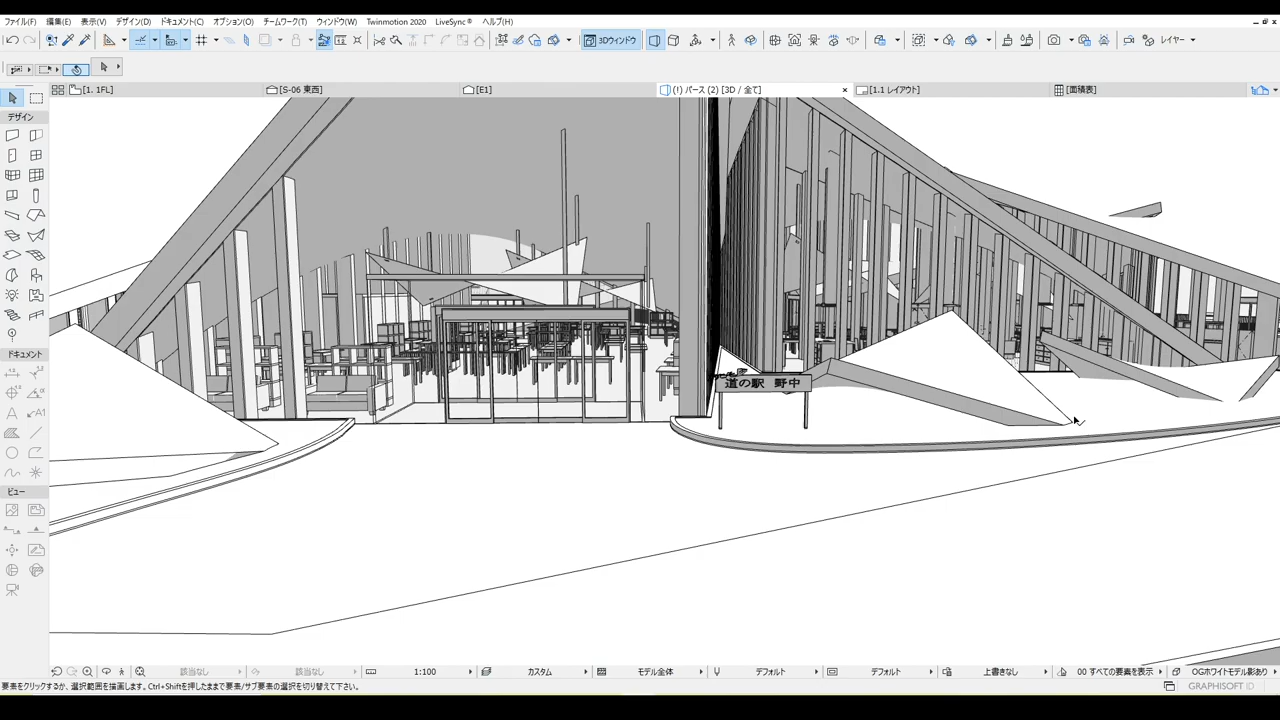 ファイル(F) 編集(E) 表示(V) デザイン(D) ドキュメント(C) オプション(O) チームワーク(T) ウィンドウ(W) Twinmotion 2020 LiveSync® ヘルプ(H)
3Dウィンドウ レイヤー
[1. 1FL] [S-06 東西] [E1] (!) パース (2) [3D / 全て] [1.1 レイアウト] [面積表]
デザイン
ドキュメント
ビュー
道の駅 野中
該当なし 該当なし 1:100 カスタム モデル全体 デフォルト デフォルト 上書きなし 00 すべての要素を表示 OGホワイトモデル影あり
要素をクリックするか、選択範囲を描画します。Ctrl+Shiftを押したままで要素/サブ要素の選択を切り替えて下さい。
GRAPHISOFT ID